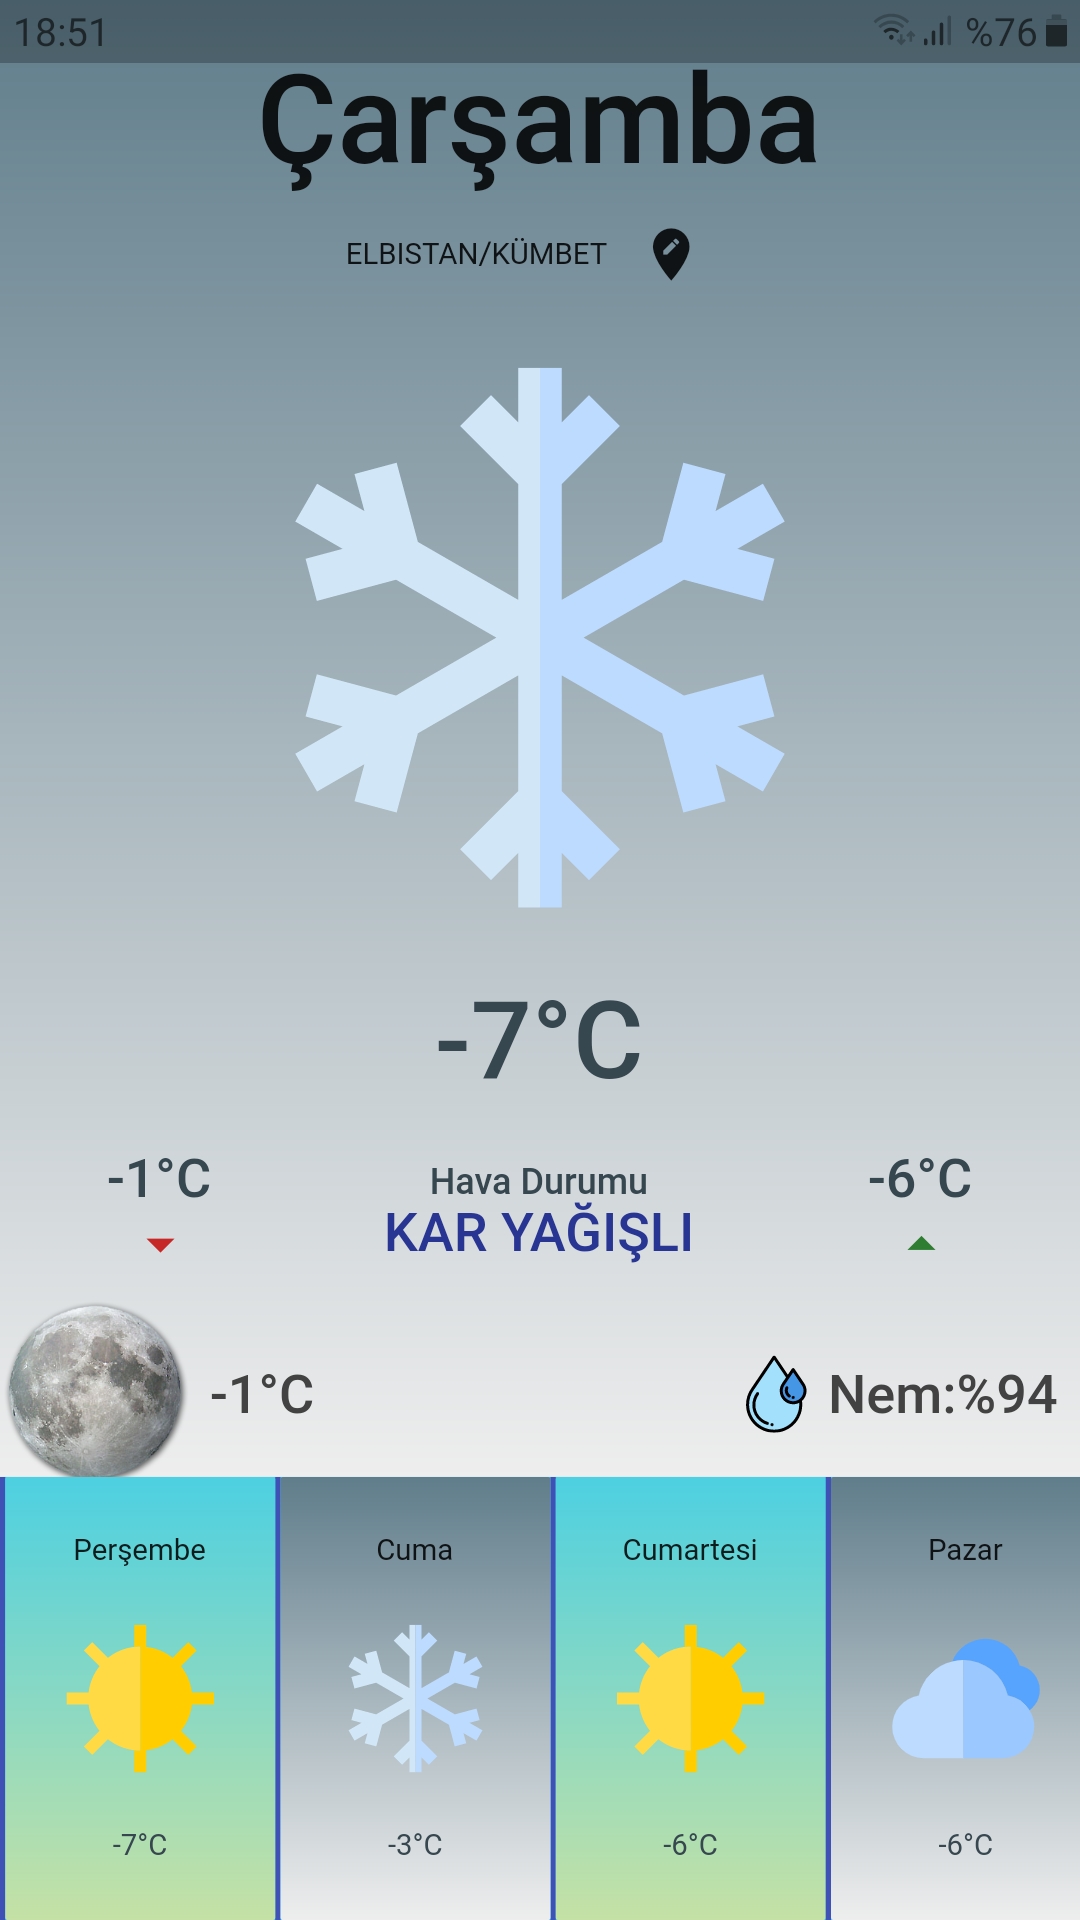 18:51 %76
Çarşamba
ELBISTAN/KÜMBET
-7°C
-1°C
Hava Durumu
KAR YAĞIŞLI
-6°C
-1°C
Nem:%94
Perşembe
-7°C
Cuma
-3°C
Cumartesi
-6°C
Pazar
-6°C